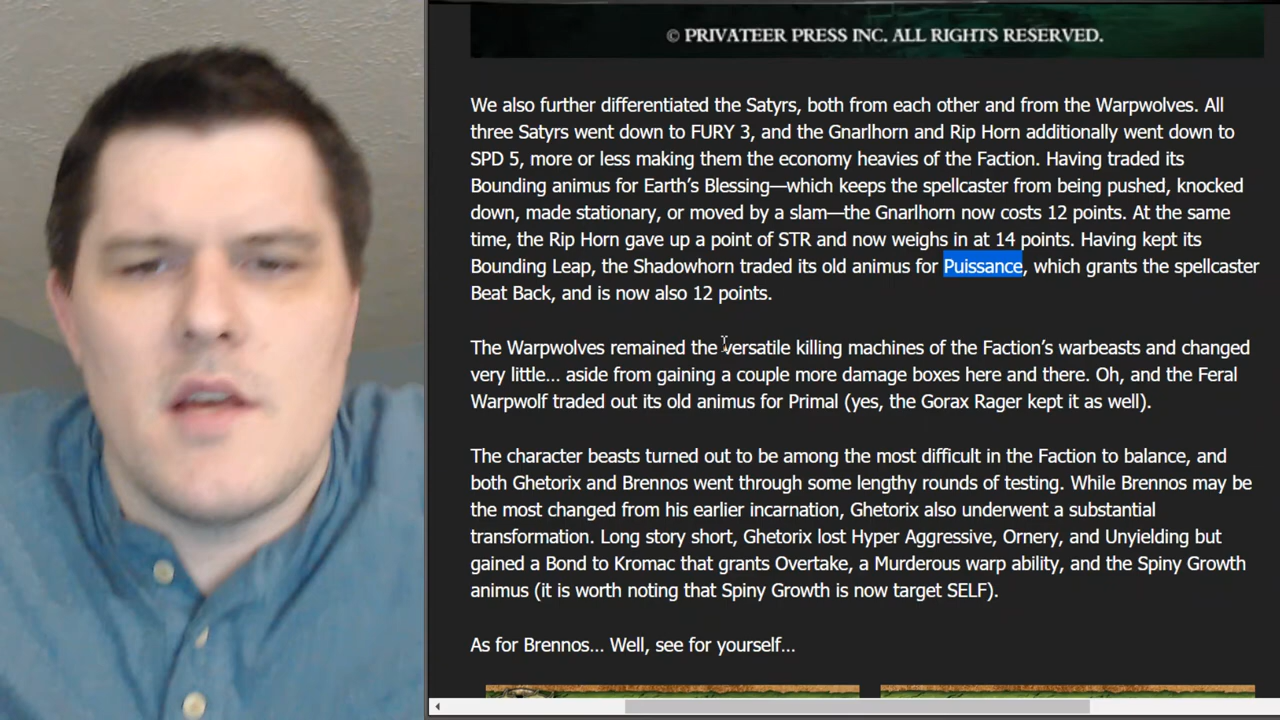 © PRIVATEER PRESS INC. ALL RIGHTS RESERVED.
We also further differentiated the Satyrs, both from each other and from the Warpwolves. All
three Satyrs went down to FURY 3, and the Gnarlhorn and Rip Horn additionally went down to
SPD 5, more or less making them the economy heavies of the Faction. Having traded its
Bounding animus for Earth’s Blessing—which keeps the spellcaster from being pushed, knocked
down, made stationary, or moved by a slam—the Gnarlhorn now costs 12 points. At the same
time, the Rip Horn gave up a point of STR and now weighs in at 14 points. Having kept its
Bounding Leap, the Shadowhorn traded its old animus for Puissance, which grants the spellcaster
Beat Back, and is now also 12 points.
The Warpwolves remained the versatile killing machines of the Faction’s warbeasts and changed
very little… aside from gaining a couple more damage boxes here and there. Oh, and the Feral
Warpwolf traded out its old animus for Primal (yes, the Gorax Rager kept it as well).
The character beasts turned out to be among the most difficult in the Faction to balance, and
both Ghetorix and Brennos went through some lengthy rounds of testing. While Brennos may be
the most changed from his earlier incarnation, Ghetorix also underwent a substantial
transformation. Long story short, Ghetorix lost Hyper Aggressive, Ornery, and Unyielding but
gained a Bond to Kromac that grants Overtake, a Murderous warp ability, and the Spiny Growth
animus (it is worth noting that Spiny Growth is now target SELF).
As for Brennos… Well, see for yourself…